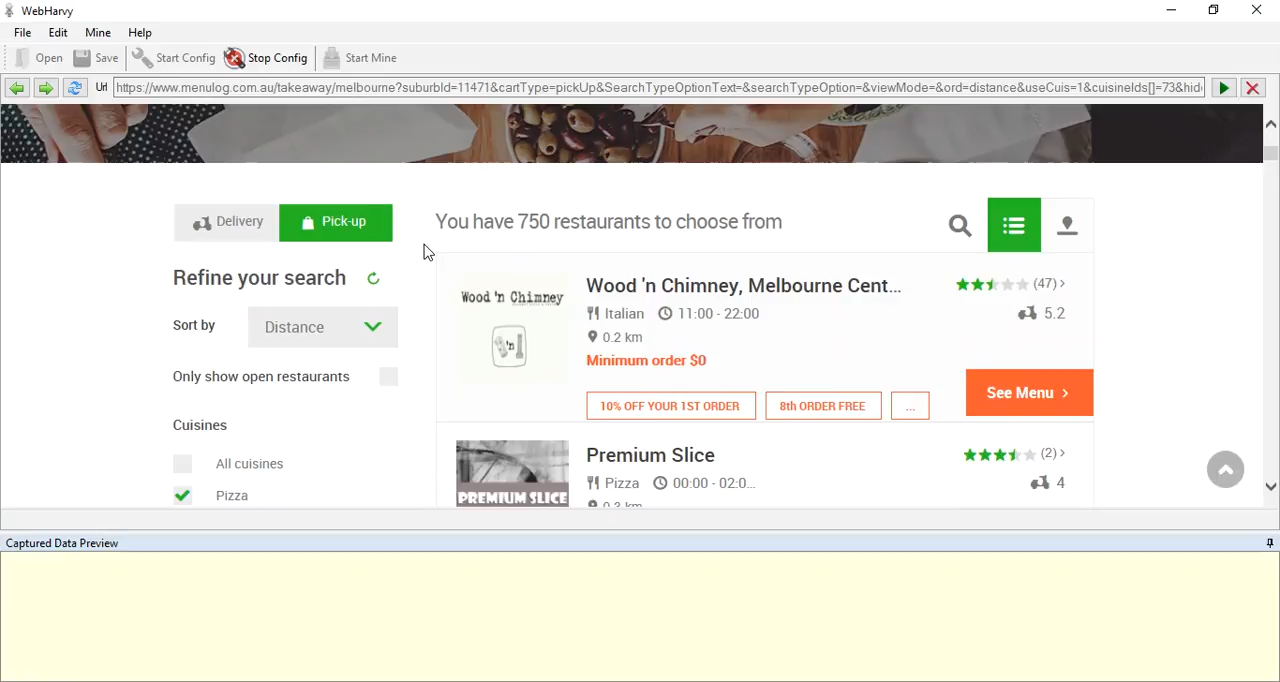 WebHarvy
File Edit Mine Help
Open Save Start Config Stop Config Start Mine
Url https://www.menulog.com.au/takeaway/melbourne?suburbId=11471&cartType=pickUp&SearchTypeOptionText=&searchTypeOption=&viewMode=&ord=distance&useCuis=1&cuisineIds[]=73&hid
Delivery Pick-up
You have 750 restaurants to choose from
Refine your search
Sort by Distance
Only show open restaurants
Cuisines
All cuisines
Pizza
Wood 'n Chimney
'n
Wood 'n Chimney, Melbourne Cent...
(47)
Italian 11:00 - 22:00
5.2
0.2 km
Minimum order $0
10% OFF YOUR 1ST ORDER 8th ORDER FREE ...
See Menu
PREMIUM SLICE
Premium Slice
(2)
Pizza 00:00 - 02:0...
4
0.3 km
Captured Data Preview